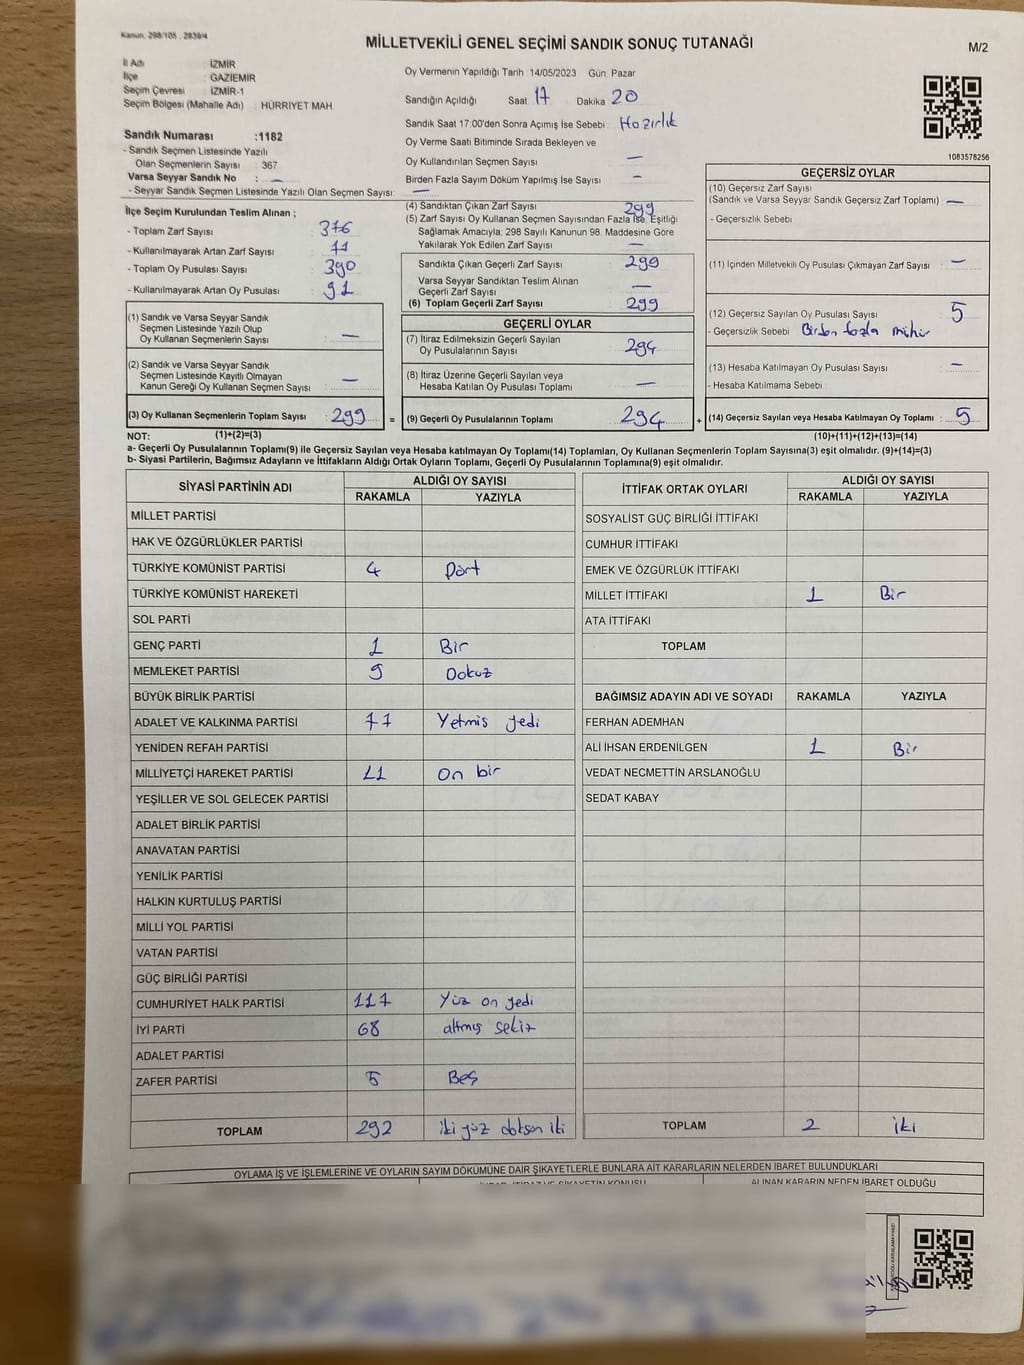 Kanun: 298/105 , 2839/4
MİLLETVEKİLİ GENEL SEÇİMİ SANDIK SONUÇ TUTANAĞI
M/2
İl Adı : İZMİR
İlçe : GAZİEMİR
Seçim Çevresi : İZMİR-1
Seçim Bölgesi (Mahalle Adı) : HÜRRİYET MAH
Sandık Numarası :1182
- Sandık Seçmen Listesinde Yazılı
Olan Seçmenlerin Sayısı : 367
Varsa Seyyar Sandık No : —
- Seyyar Sandık Seçmen Listesinde Yazılı Olan Seçmen Sayısı: —
Oy Vermenin Yapıldığı Tarih 14/05/2023 Gün: Pazar
Sandığın Açıldığı Saat 17 Dakika 20
Sandık Saat 17:00'den Sonra Açımış İse Sebebi: Hazırlık
Oy Verme Saati Bitiminde Sırada Bekleyen ve
Oy Kullandırılan Seçmen Sayısı : —
Birden Fazla Sayım Döküm Yapılmış İse Sayısı : —
1083578256
İlçe Seçim Kurulundan Teslim Alınan ;
- Toplam Zarf Sayısı : 376
- Kullanılmayarak Artan Zarf Sayısı : 77
- Toplam Oy Pusulası Sayısı : 390
- Kullanılmayarak Artan Oy Pusulası : 91
(1) Sandık ve Varsa Seyyar Sandık
Seçmen Listesinde Yazılı Olup
Oy Kullanan Seçmenlerin Sayısı : —
(2) Sandık ve Varsa Seyyar Sandık
Seçmen Listesinde Kayıtlı Olmayan
Kanun Gereği Oy Kullanan Seçmen Sayısı : —
(3) Oy Kullanan Seçmenlerin Toplam Sayısı : 299
(1)+(2)=(3)
(4) Sandıktan Çıkan Zarf Sayısı : 299
(5) Zarf Sayısı Oy Kullanan Seçmen Sayısından Fazla İse, Eşitliği
Sağlamak Amacıyla; 298 Sayılı Kanunun 98. Maddesine Göre
Yakılarak Yok Edilen Zarf Sayısı : —
Sandıkta Çıkan Geçerli Zarf Sayısı : 299
Varsa Seyyar Sandıktan Teslim Alınan
Geçerli Zarf Sayısı : —
(6) Toplam Geçerli Zarf Sayısı : 299
GEÇERLİ OYLAR
(7) İtiraz Edilmeksizin Geçerli Sayılan
Oy Pusulalarının Sayısı : 294
(8) İtiraz Üzerine Geçerli Sayılan veya
Hesaba Katılan Oy Pusulası Toplamı : —
= (9) Geçerli Oy Pusulalarının Toplamı : 294
GEÇERSİZ OYLAR
(10) Geçersiz Zarf Sayısı
(Sandık ve Varsa Seyyar Sandık Geçersiz Zarf Toplamı) : —
- Geçersizlik Sebebi :
(11) İçinden Milletvekili Oy Pusulası Çıkmayan Zarf Sayısı : —
(12) Geçersiz Sayılan Oy Pusulası Sayısı : 5
- Geçersizlik Sebebi : Birden fazla mühür
(13) Hesaba Katılmayan Oy Pusulası Sayısı : —
- Hesaba Katılmama Sebebi :
+ (14) Geçersiz Sayılan veya Hesaba Katılmayan Oy Toplamı : 5
(10)+(11)+(12)+(13)=(14)
NOT:
a- Geçerli Oy Pusulalarının Toplamı(9) ile Geçersiz Sayılan veya Hesaba katılmayan Oy Toplamı(14) Toplamları, Oy Kullanan Seçmenlerin Toplam Sayısına(3) eşit olmalıdır. (9)+(14)=(3)
b- Siyasi Partilerin, Bağımsız Adayların ve İttifakların Aldığı Ortak Oyların Toplamı, Geçerli Oy Pusulalarının Toplamına(9) eşit olmalıdır.
SİYASİ PARTİNİN ADI ALDIĞI OY SAYISI
RAKAMLA YAZIYLA
MİLLET PARTİSİ
HAK VE ÖZGÜRLÜKLER PARTİSİ
TÜRKİYE KOMÜNİST PARTİSİ 4 Dört
TÜRKİYE KOMÜNİST HAREKETİ
SOL PARTİ
GENÇ PARTİ 1 Bir
MEMLEKET PARTİSİ 9 Dokuz
BÜYÜK BİRLİK PARTİSİ
ADALET VE KALKINMA PARTİSİ 77 Yetmis yedi
YENİDEN REFAH PARTİSİ
MİLLİYETÇİ HAREKET PARTİSİ 11 On bir
YEŞİLLER VE SOL GELECEK PARTİSİ
ADALET BİRLİK PARTİSİ
ANAVATAN PARTİSİ
YENİLİK PARTİSİ
HALKIN KURTULUŞ PARTİSİ
MİLLİ YOL PARTİSİ
VATAN PARTİSİ
GÜÇ BİRLİĞİ PARTİSİ
CUMHURİYET HALK PARTİSİ 117 Yüz on yedi
İYİ PARTİ 68 altmış sekiz
ADALET PARTİSİ
ZAFER PARTİSİ 5 Beş
TOPLAM 292 iki yüz doksan iki
İTTİFAK ORTAK OYLARI ALDIĞI OY SAYISI
RAKAMLA YAZIYLA
SOSYALİST GÜÇ BİRLİĞİ İTTİFAKI
CUMHUR İTTİFAKI
EMEK VE ÖZGÜRLÜK İTTİFAKI
MİLLET İTTİFAKI 1 Bir
ATA İTTİFAKI
TOPLAM
BAĞIMSIZ ADAYIN ADI VE SOYADI RAKAMLA YAZIYLA
FERHAN ADEMHAN
ALİ İHSAN ERDENİLGEN 1 Bir
VEDAT NECMETTİN ARSLANOĞLU
SEDAT KABAY
TOPLAM 2 iki
OYLAMA İŞ VE İŞLEMLERİNE VE OYLARIN SAYIM DÖKÜMÜNE DAİR ŞİKAYETLERLE BUNLARA AİT KARARLARIN NELERDEN İBARET BULUNDUKLARI
ALINAN KARARIN NEDEN İBARET OLDUĞU